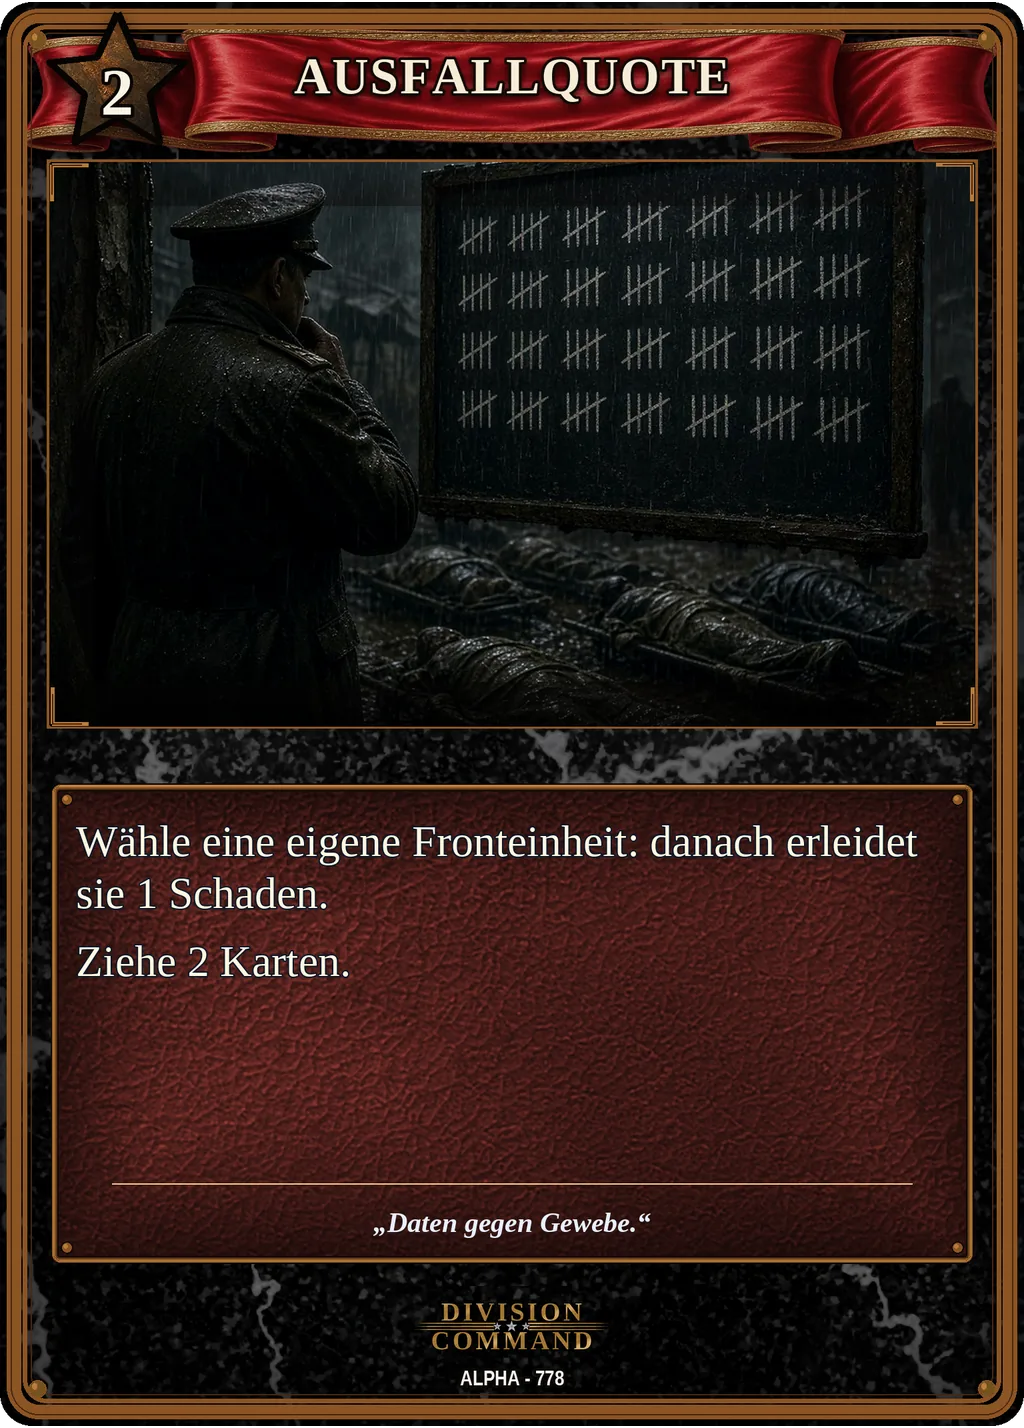 2
AUSFALLQUOTE
Wähle eine eigene Fronteinheit: danach erleidet
sie 1 Schaden.
Ziehe 2 Karten.
„Daten gegen Gewebe.“
DIVISION
COMMAND
ALPHA - 778